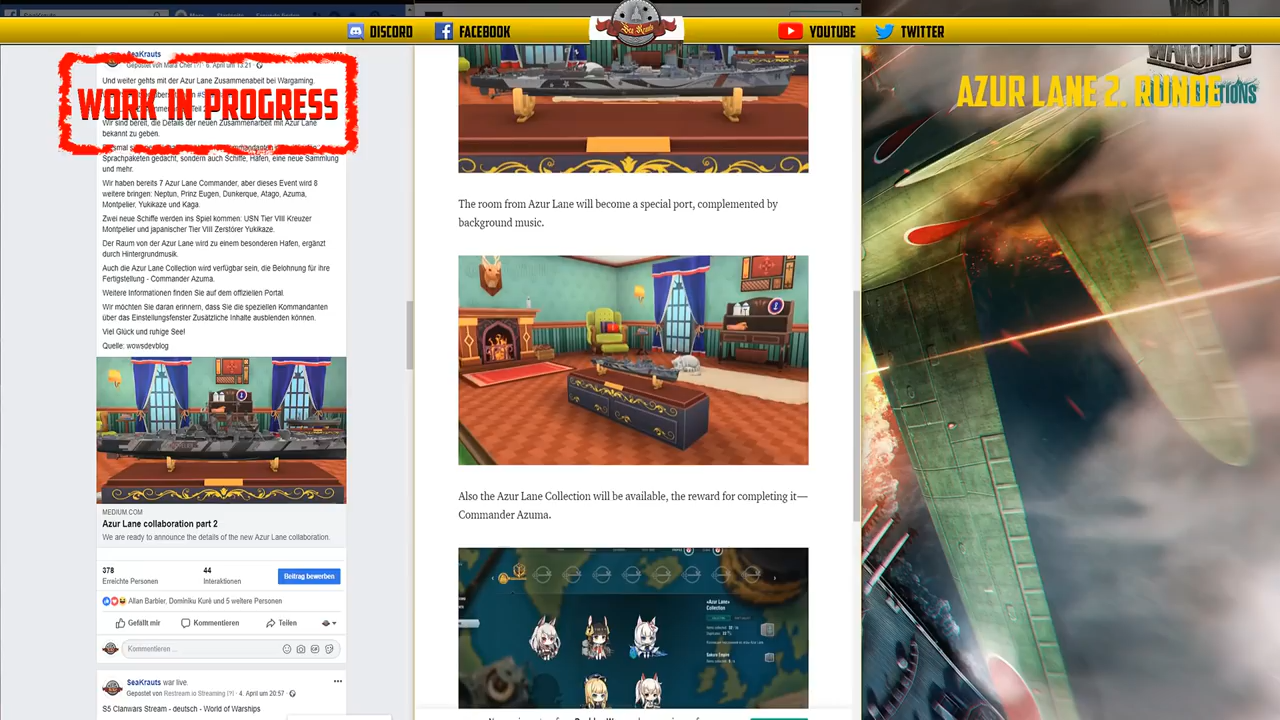 DISCORD
FACEBOOK
Sea Krauts
YOUTUBE
TWITTER
SeaKrauts
Gepostet von Mara Cher [?] · 5. April um 13:21 ·
Und weiter gehts mit der Azur Lane Zusammenabeit bei Wargaming.
WORK IN PROGRESS
Wir sind bereit, die Details der neuen Zusammenarbeit mit Azur Lane
bekannt zu geben.
Sprachpaketen gedacht, sondern auch Schiffe, Häfen, eine neue Sammlung
und mehr.
Wir haben bereits 7 Azur Lane Commander, aber dieses Event wird 8
weitere bringen: Neptun, Prinz Eugen, Dunkerque, Atago, Azuma,
Montpelier, Yukikaze und Kaga.
Zwei neue Schiffe werden ins Spiel kommen: USN Tier VIII Kreuzer
Montpelier und japanischer Tier VIII Zerstörer Yukikaze.
Der Raum von der Azur Lane wird zu einem besonderen Hafen, ergänzt
durch Hintergrundmusik.
Auch die Azur Lane Collection wird verfügbar sein, die Belohnung für ihre
Fertigstellung - Commander Azuma.
Weitere Informationen finden Sie auf dem offiziellen Portal.
Wir möchten Sie daran erinnern, dass Sie die speziellen Kommandanten
über das Einstellungsfenster Zusätzliche Inhalte ausblenden können.
Viel Glück und ruhige See!
Quelle: wowsdevblog
MEDIUM.COM
Azur Lane collaboration part 2
We are ready to announce the details of the new Azur Lane collaboration.
378
Erreichte Personen
44
Interaktionen
Beitrag bewerben
Allan Barbier, Dominiku Kurè und 5 weitere Personen
Gefällt mir
Kommentieren
Teilen
Kommentieren ...
SeaKrauts war live.
Gepostet von Restream.io Streaming [?] · 4. April um 20:57 ·
S5 Clanwars Stream - deutsch - World of Warships
The room from Azur Lane will become a special port, complemented by
background music.
Also the Azur Lane Collection will be available, the reward for completing it—
Commander Azuma.
«Azur Lane»
Collection
AZUR LANE 2. RUNDE